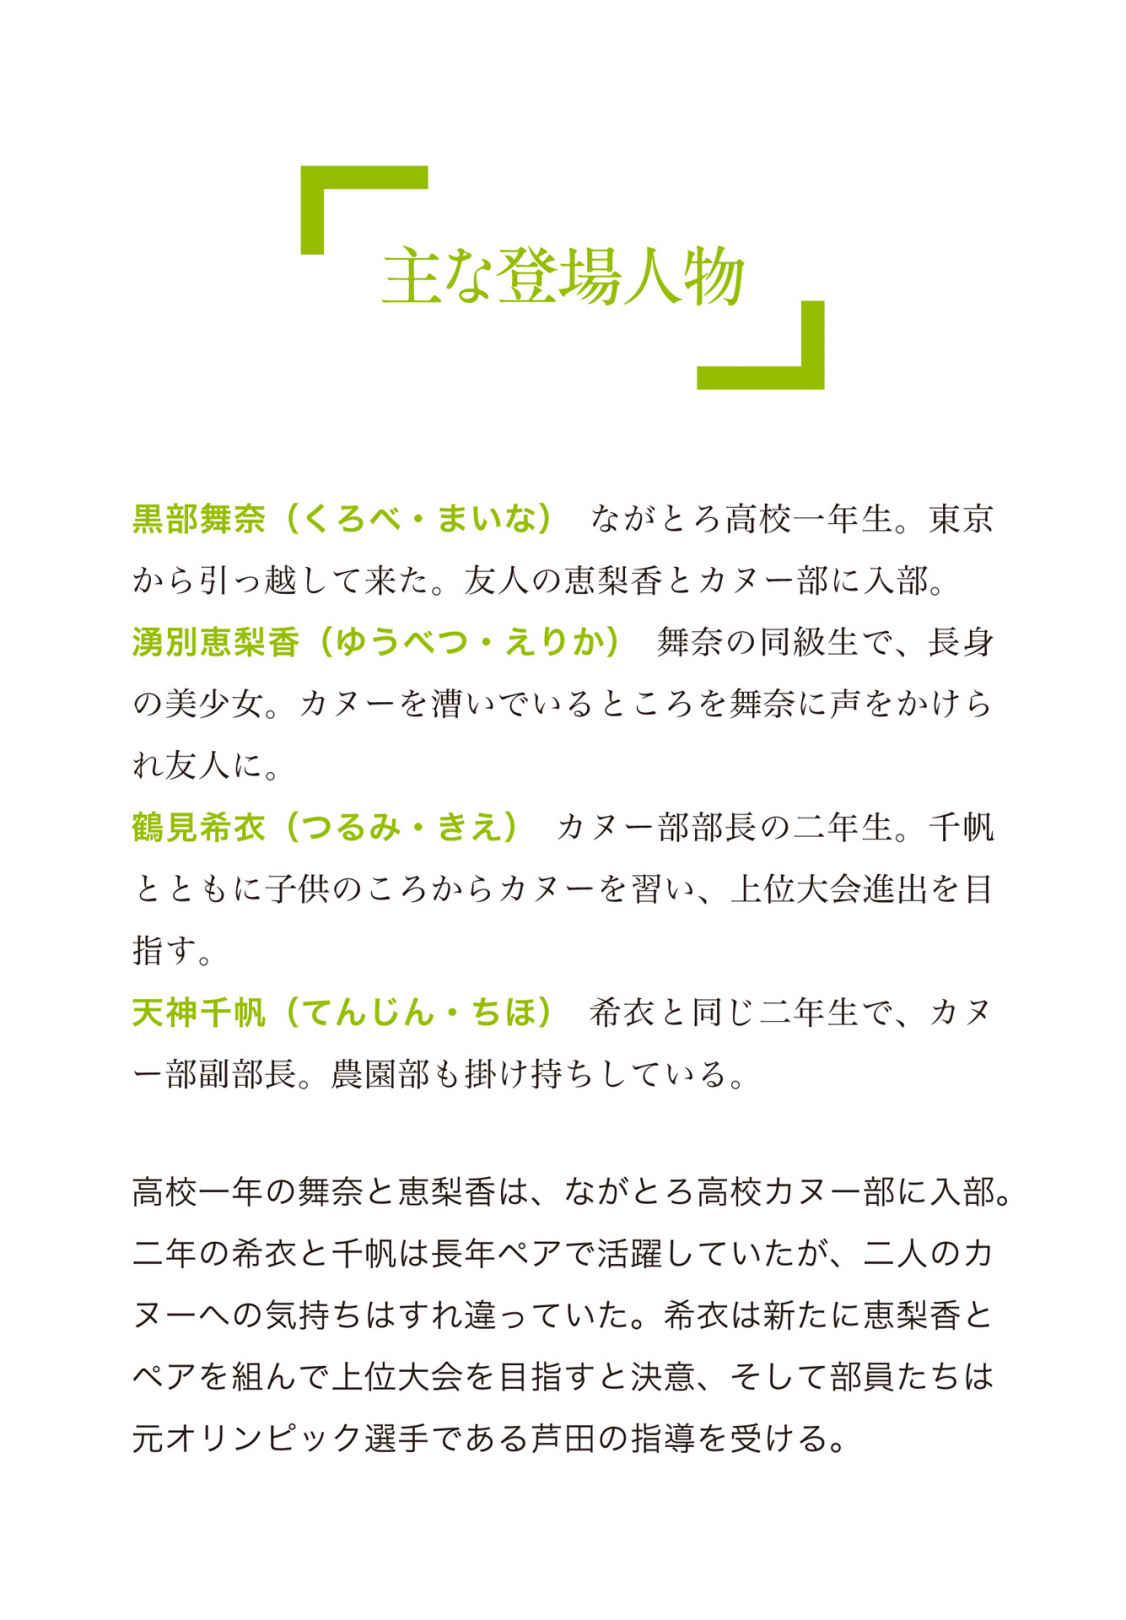 主な登場人物
黒部舞奈（くろべ・まいな）　ながとろ高校一年生。東京
から引っ越して来た。友人の恵梨香とカヌー部に入部。
湧別恵梨香（ゆうべつ・えりか）　舞奈の同級生で、長身
の美少女。カヌーを漕いでいるところを舞奈に声をかけら
れ友人に。
鶴見希衣（つるみ・きえ）　カヌー部部長の二年生。千帆
とともに子供のころからカヌーを習い、上位大会進出を目
指す。
天神千帆（てんじん・ちほ）　希衣と同じ二年生で、カヌ
ー部副部長。農園部も掛け持ちしている。
高校一年の舞奈と恵梨香は、ながとろ高校カヌー部に入部。
二年の希衣と千帆は長年ペアで活躍していたが、二人のカ
ヌーへの気持ちはすれ違っていた。希衣は新たに恵梨香と
ペアを組んで上位大会を目指すと決意、そして部員たちは
元オリンピック選手である芦田の指導を受ける。